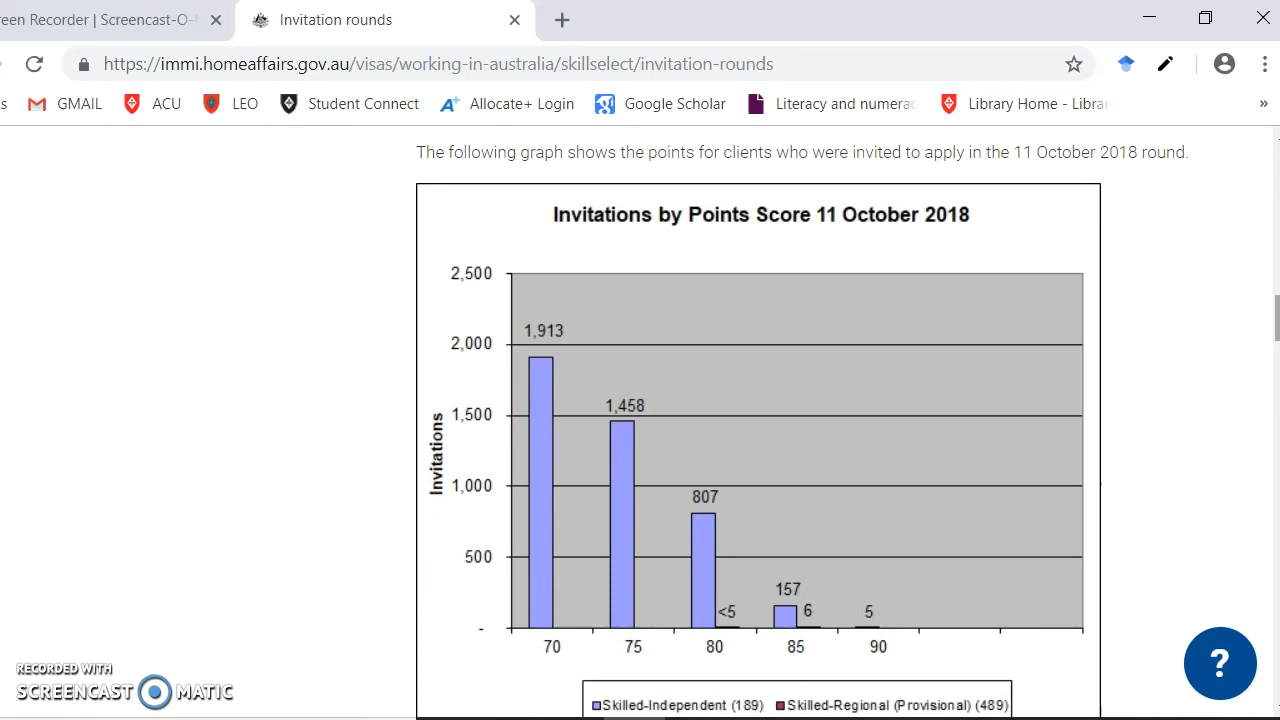 reen Recorder | Screencast-O-
Invitation rounds
https://immi.homeaffairs.gov.au/visas/working-in-australia/skillselect/invitation-rounds
s GMAIL ACU LEO Student Connect A+ Allocate+ Login Google Scholar Literacy and numerac Library Home - Librar »
The following graph shows the points for clients who were invited to apply in the 11 October 2018 round.
Invitations by Points Score 11 October 2018
2,500
1,913
2,000
1,458
1,500
Invitations
1,000
807
500
157
<5
6
5
-
70 75 80 85 90
Skilled-Independent (189) Skilled-Regional (Provisional) (489)
?
RECORDED WITH
SCREENCAST MATIC